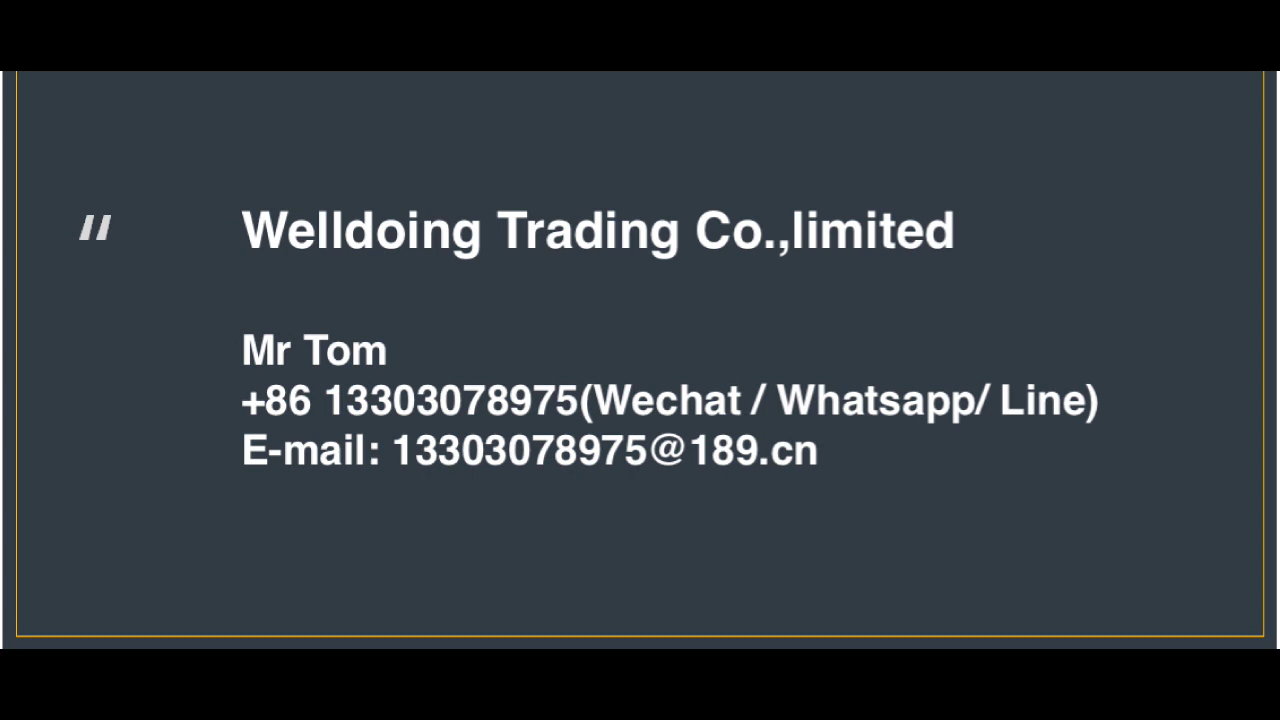 “
Welldoing Trading Co.,limited
Mr Tom
+86 13303078975(Wechat / Whatsapp/ Line)
E-mail: 13303078975@189.cn